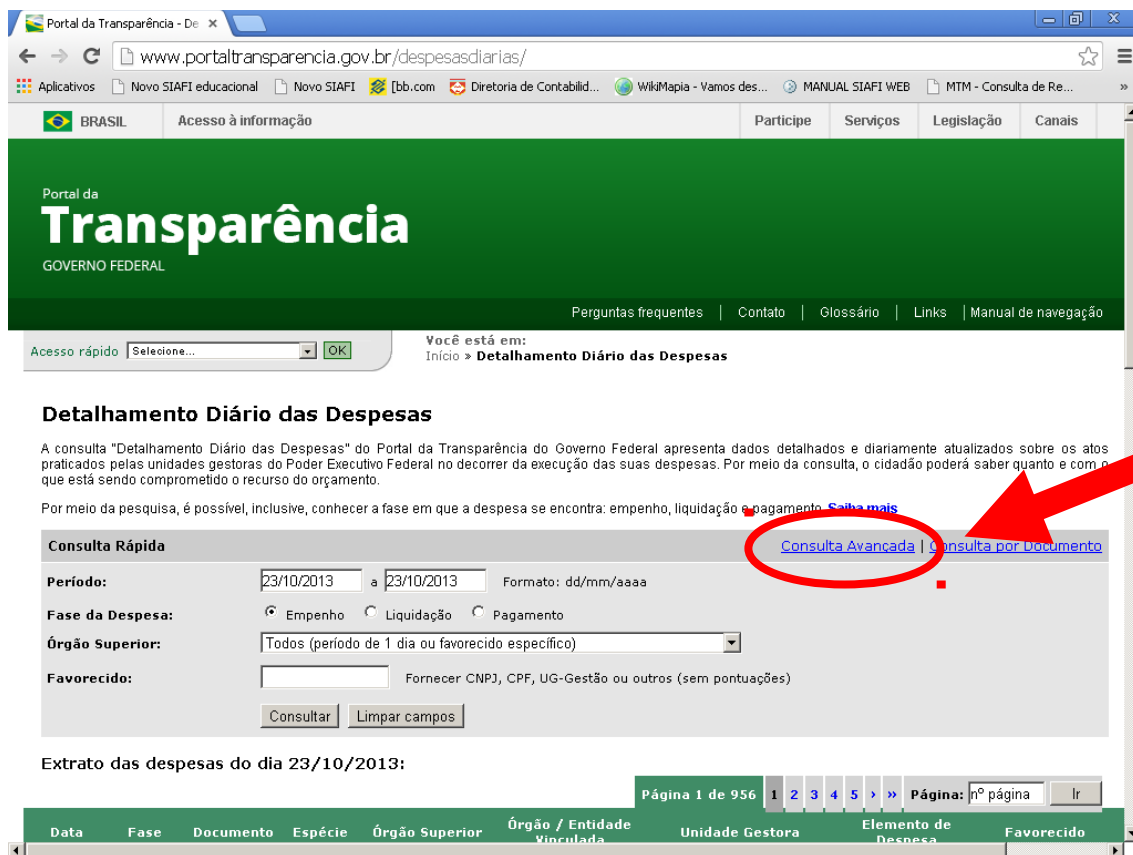 Portal da Transparência - De
www.portaltransparencia.gov.br/despesasdiarias/
Aplicativos Novo SIAFI educacional Novo SIAFI [bb.com Diretoria de Contabilid... WikiMapia - Vamos des... MANUAL SIAFI WEB MTM - Consulta de Re... »
BRASIL Acesso à informação Participe Serviços Legislação Canais
Portal da
Transparência
GOVERNO FEDERAL
Perguntas frequentes | Contato | Glossário | Links | Manual de navegação
Acesso rápido Selecione... OK
Você está em:
Início » Detalhamento Diário das Despesas
Detalhamento Diário das Despesas
A consulta "Detalhamento Diário das Despesas" do Portal da Transparência do Governo Federal apresenta dados detalhados e diariamente atualizados sobre os atos
praticados pelas unidades gestoras do Poder Executivo Federal no decorrer da execução das suas despesas. Por meio da consulta, o cidadão poderá saber quanto e com o
que está sendo comprometido o recurso do orçamento.
Por meio da pesquisa, é possível, inclusive, conhecer a fase em que a despesa se encontra: empenho, liquidação e pagamento. Saiba mais
Consulta Rápida Consulta Avançada | Consulta por Documento
Período: 23/10/2013 a 23/10/2013 Formato: dd/mm/aaaa
Fase da Despesa: Empenho Liquidação Pagamento
Órgão Superior: Todos (período de 1 dia ou favorecido específico)
Favorecido: Fornecer CNPJ, CPF, UG-Gestão ou outros (sem pontuações)
Consultar Limpar campos
Extrato das despesas do dia 23/10/2013:
Página 1 de 956 1 2 3 4 5 › » Página: nº página Ir
Data Fase Documento Espécie Órgão Superior Órgão / Entidade Vinculada Unidade Gestora Elemento de Despesa Favorecido